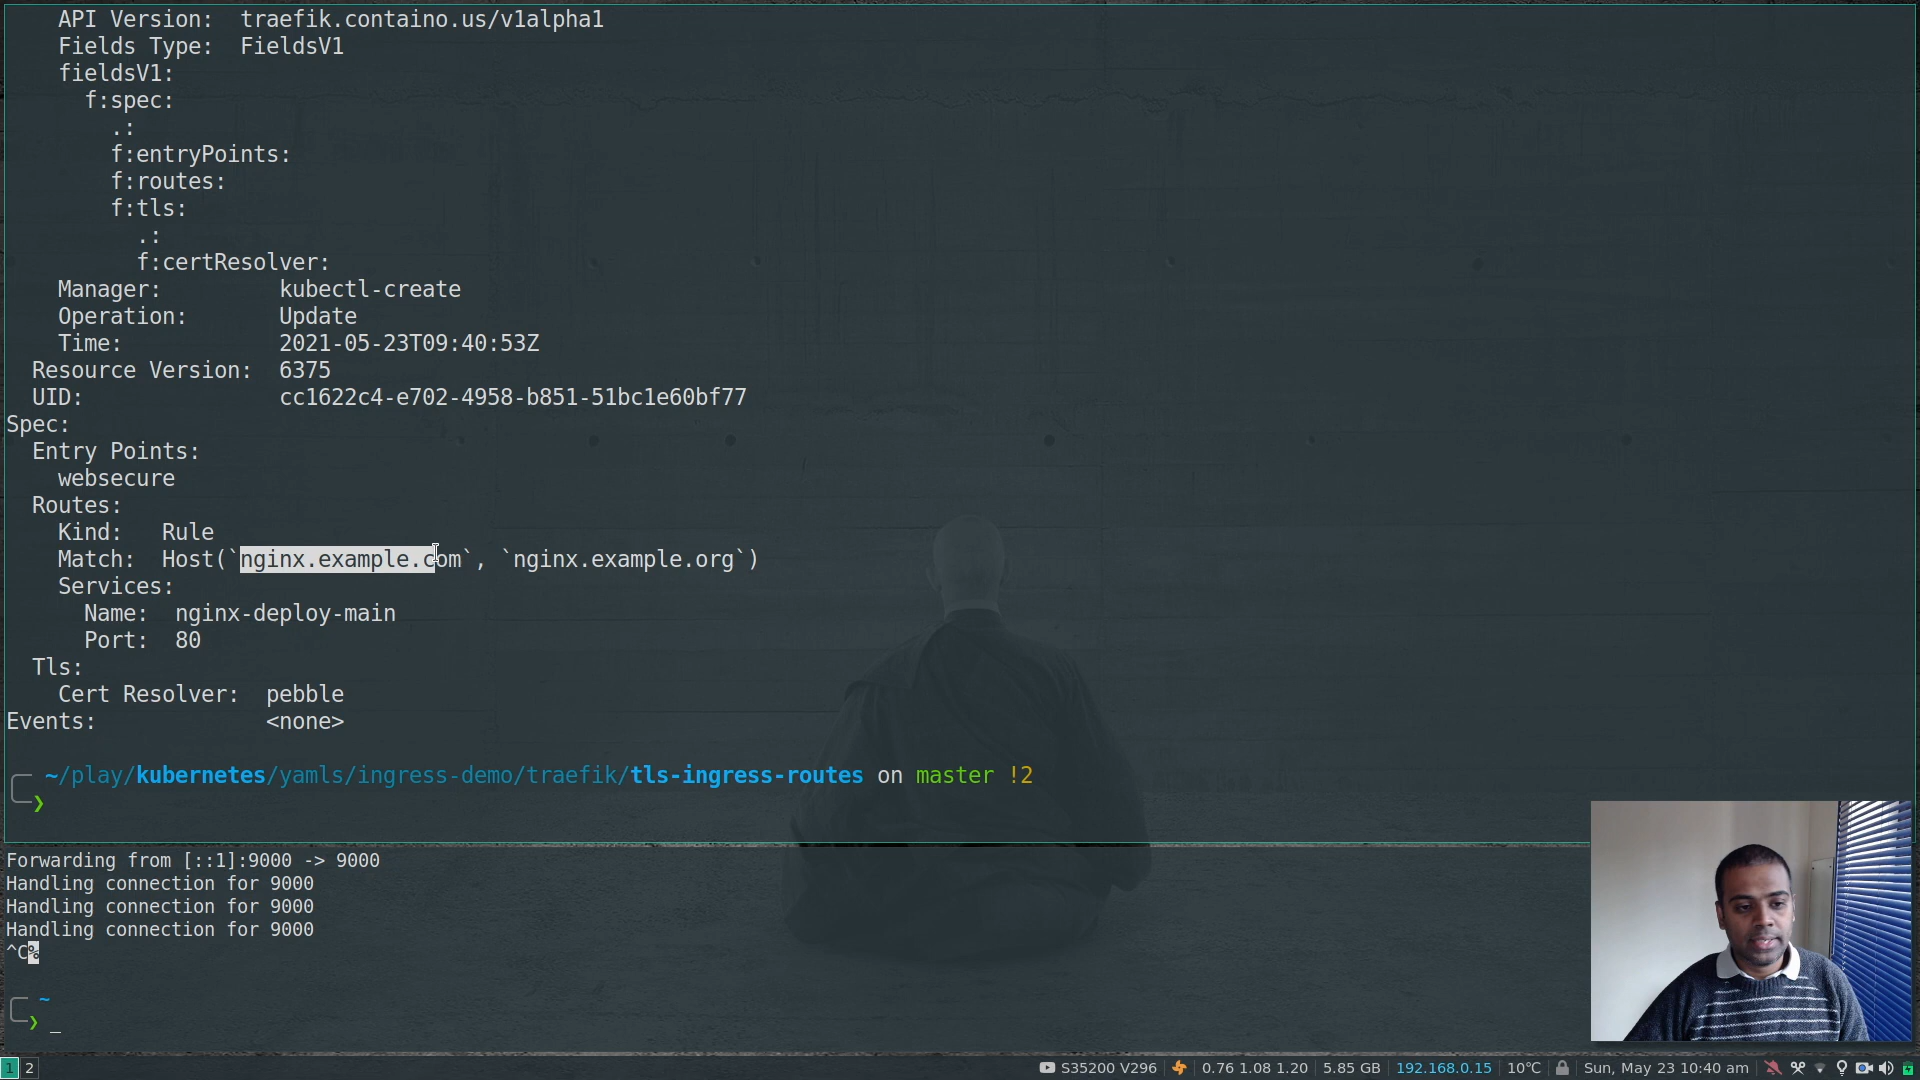 API Version:  traefik.containo.us/v1alpha1
Fields Type:  FieldsV1
fieldsV1:
f:spec:
.:
f:entryPoints:
f:routes:
f:tls:
.:
f:certResolver:
Manager:         kubectl-create
Operation:       Update
Time:            2021-05-23T09:40:53Z
Resource Version:  6375
UID:               cc1622c4-e702-4958-b851-51bc1e60bf77
Spec:
Entry Points:
websecure
Routes:
Kind:   Rule
Match:  Host(`nginx.example.com`, `nginx.example.org`)
Services:
Name:  nginx-deploy-main
Port:  80
Tls:
Cert Resolver:  pebble
Events:             <none>
~/play/kubernetes/yamls/ingress-demo/traefik/tls-ingress-routes on master !2
❯
Forwarding from [::1]:9000 -> 9000
Handling connection for 9000
Handling connection for 9000
Handling connection for 9000
^C%
~
❯ _
1 2 S35200 V296 0.76 1.08 1.20 5.85 GB 192.168.0.15 10°C Sun, May 23 10:40 am